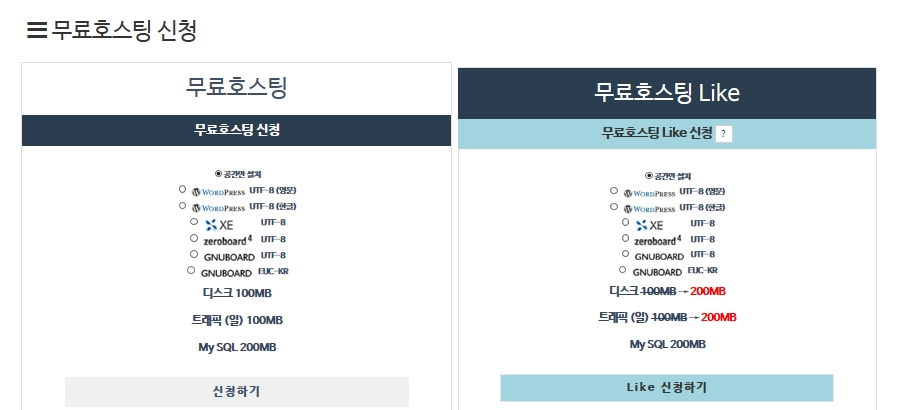 무료호스팅 신청
무료호스팅
무료호스팅 신청
공간만 설치
WORDPRESS UTF-8 (영문)
WORDPRESS UTF-8 (한글)
XE UTF-8
zeroboard4 UTF-8
GNUBOARD UTF-8
GNUBOARD EUC-KR
디스크 100MB
트래픽 (일) 100MB
My SQL 200MB
신청하기
무료호스팅 Like
무료호스팅 Like 신청 ?
공간만 설치
WORDPRESS UTF-8 (영문)
WORDPRESS UTF-8 (한글)
XE UTF-8
zeroboard4 UTF-8
GNUBOARD UTF-8
GNUBOARD EUC-KR
디스크 100MB → 200MB
트래픽 (일) 100MB → 200MB
My SQL 200MB
Like 신청하기